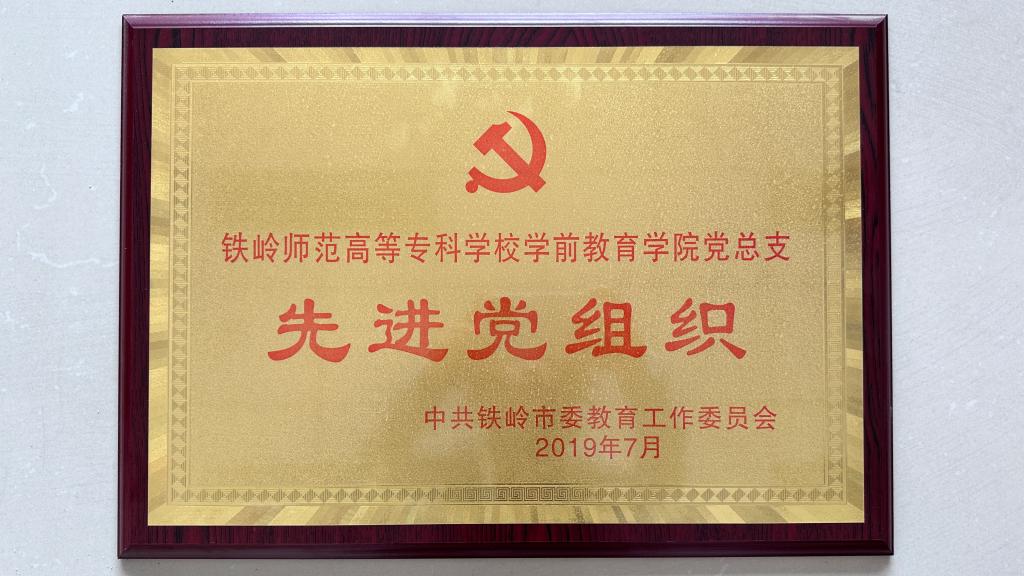 铁岭师范高等专科学校学前教育学院党总支
先进党组织
中共铁岭市委教育工作委员会
2019年7月